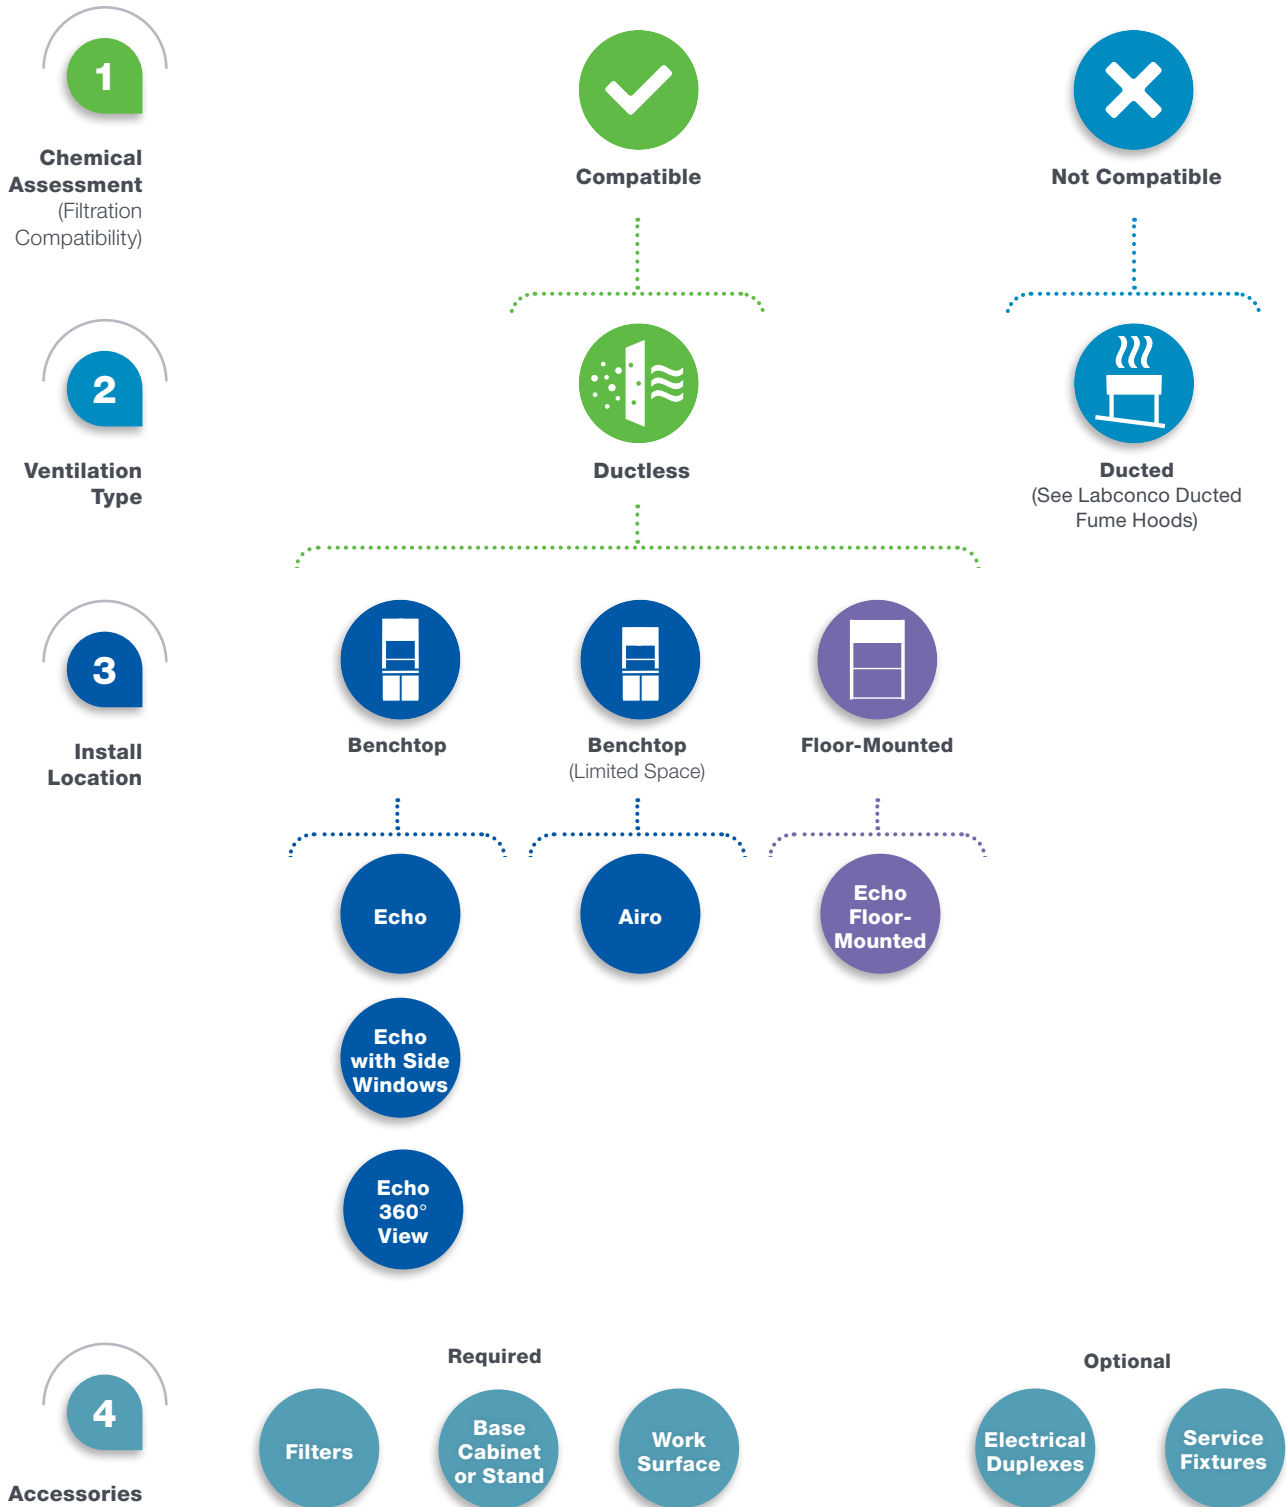 1
Chemical
Assessment
(Filtration
Compatibility)
Compatible
Not Compatible
2
Ventilation
Type
Ductless
Ducted
(See Labconco Ducted
Fume Hoods)
3
Install
Location
Benchtop
Benchtop
(Limited Space)
Floor-Mounted
Echo
Airo
Echo
Floor-
Mounted
Echo
with Side
Windows
Echo
360°
View
4
Accessories
Required
Filters
Base
Cabinet
or Stand
Work
Surface
Optional
Electrical
Duplexes
Service
Fixtures